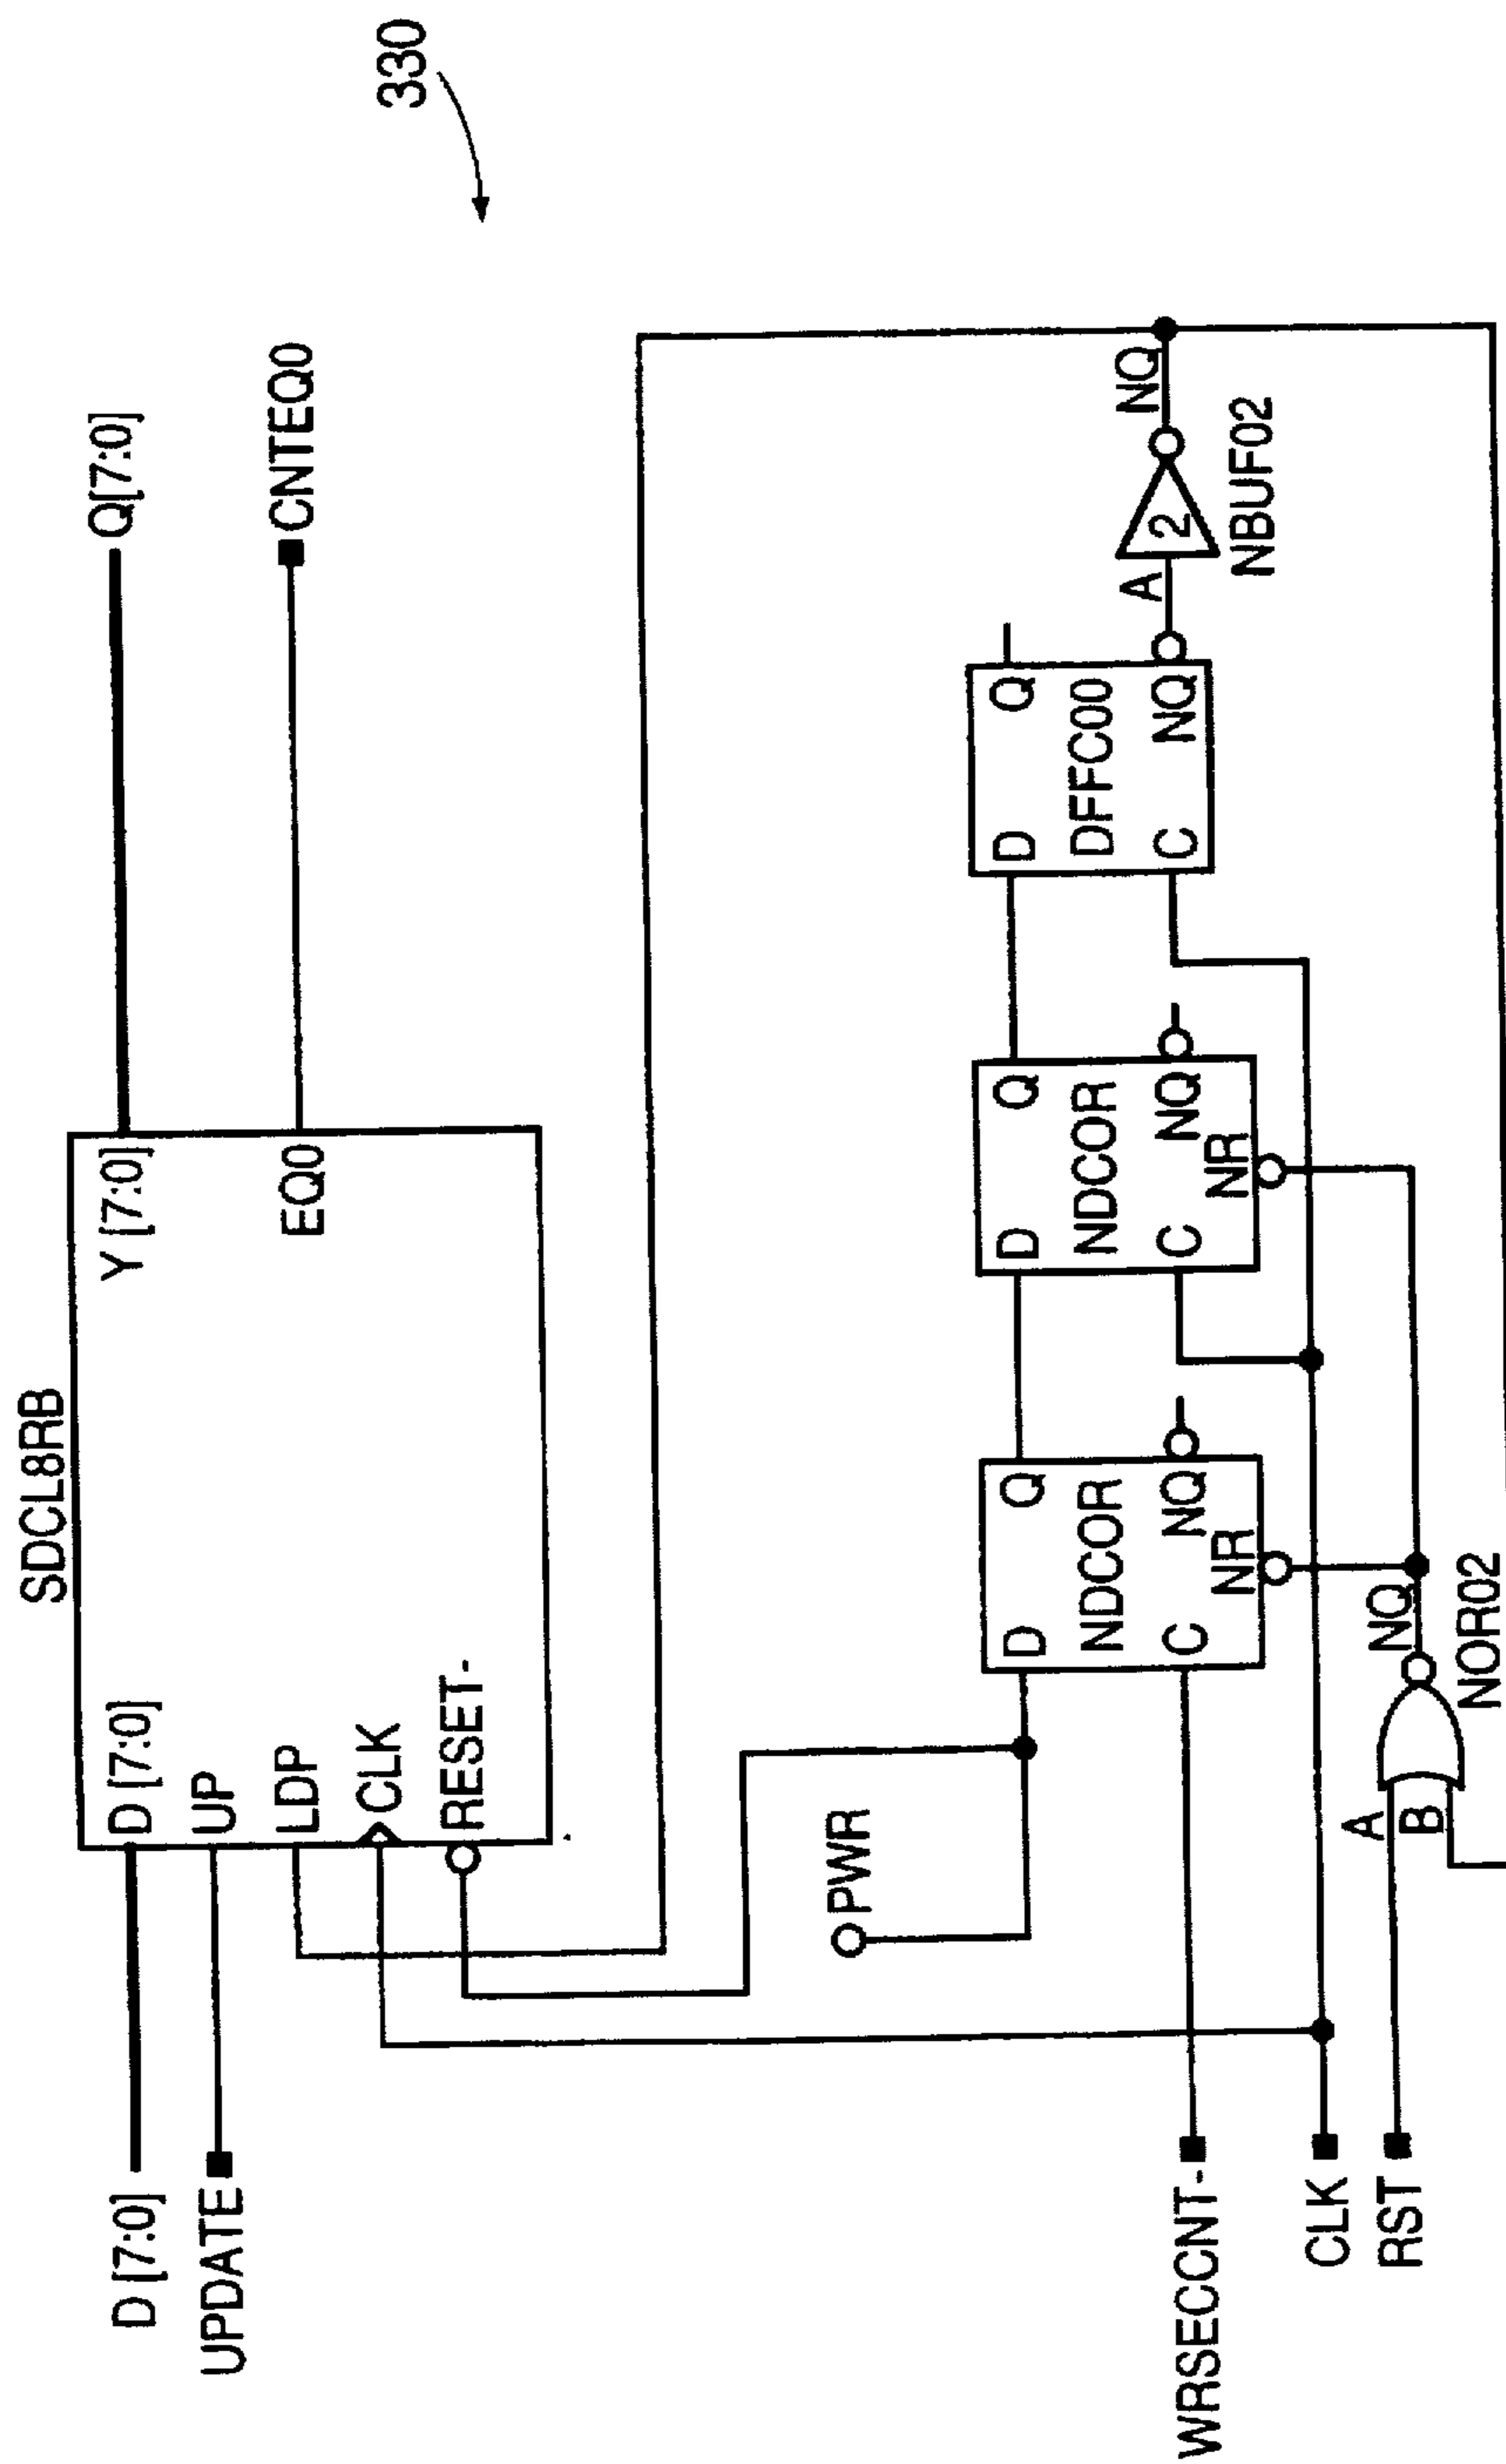 330
SDCL8RB
D [7:0]
D [7:0]
Y [7:0]
Q[7:0]
UPDATE
UP
EQ0
CNTEQ0
LDP
CLK
RESET-
PWR
D
Q
D
Q
D
Q
NDCOR
NDCOR
DFFC00
WRSECCNT-
C
NQ
C
NQ
C
NQ
A
2
NQ
NR
NR
NBUF02
CLK
RST
A
B
NQ
NOR02